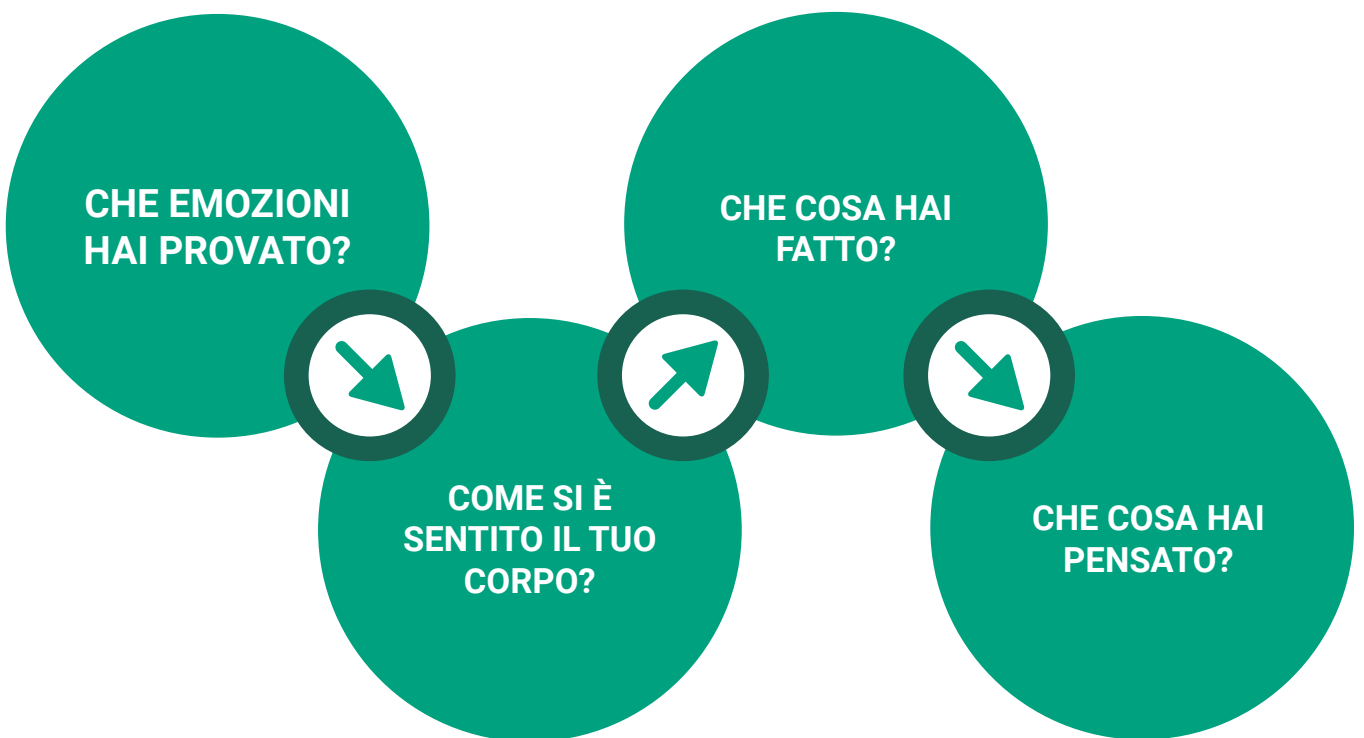 CHE EMOZIONI
HAI PROVATO?
COME SI È
SENTITO IL TUO
CORPO?
CHE COSA HAI
FATTO?
CHE COSA HAI
PENSATO?